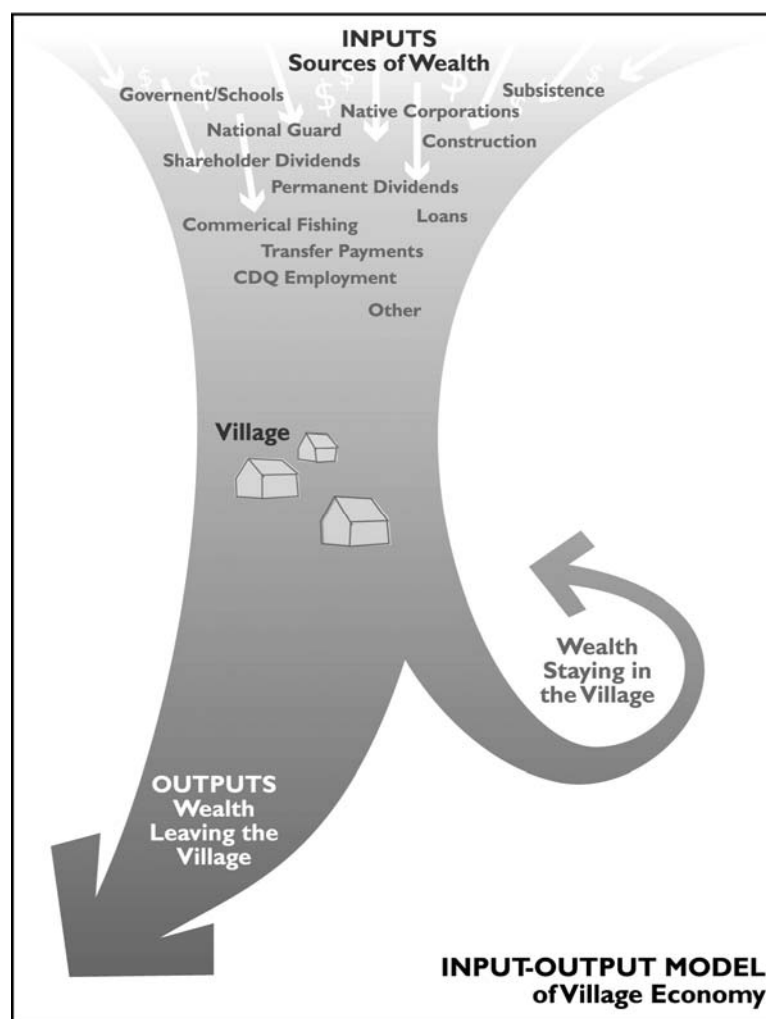 INPUTS
Sources of Wealth
Governent/Schools
Subsistence
Native Corporations
National Guard
Construction
Shareholder Dividends
Permanent Dividends
Loans
Commerical Fishing
Transfer Payments
CDQ Employment
Other
Village
Wealth
Staying in
the Village
OUTPUTS
Wealth
Leaving the
Village
INPUT-OUTPUT MODEL
of Village Economy